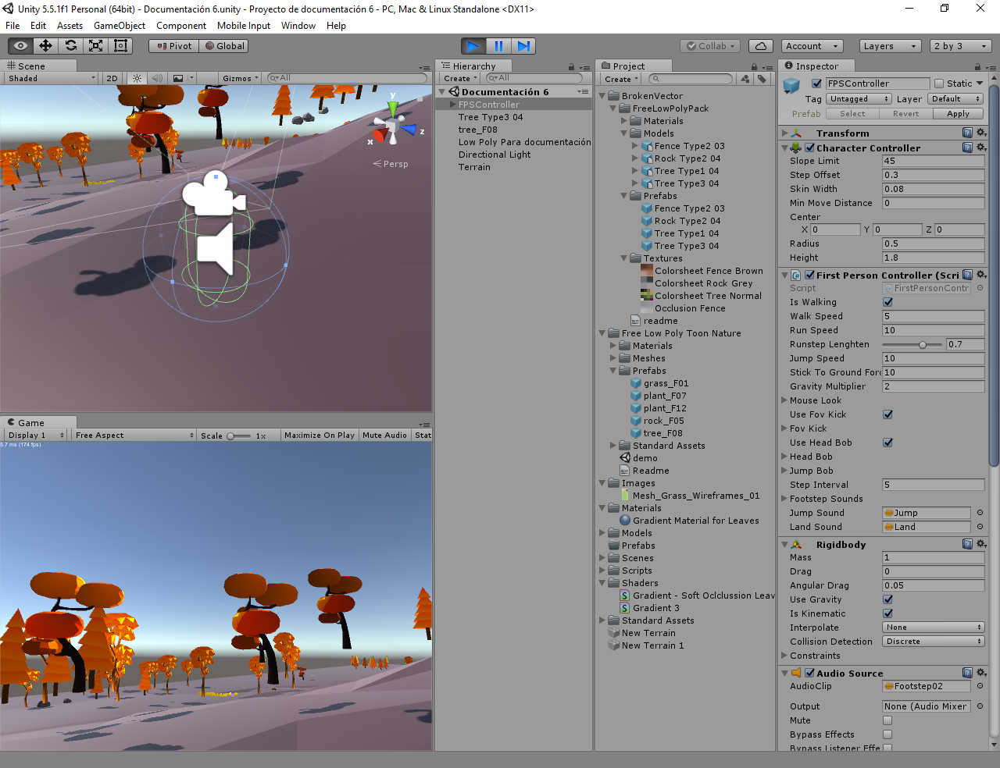 Unity 5.5.1f1 Personal (64bit) - Documentación 6.unity - Proyecto de documentación 6 - PC, Mac & Linux Standalone <DX11>
File Edit Assets GameObject Component Mobile Input Window Help
Pivot Global Collab Account Layers 2 by 3
Scene
Shaded 2D Gizmos All
y
x
z
Persp
Game
Display 1 Free Aspect Scale 1x Maximize On Play Mute Audio Stat
5.7 ms (174 fps)
Hierarchy
Create All
Documentación 6
FPSController
Tree Type3 04
tree_F08
Low Poly Para documentación
Directional Light
Terrain
Project
Create
BrokenVector
FreeLowPolyPack
Materials
Models
Fence Type2 03
Rock Type2 04
Tree Type1 04
Tree Type3 04
Prefabs
Fence Type2 03
Rock Type2 04
Tree Type1 04
Tree Type3 04
Textures
Colorsheet Fence Brown
Colorsheet Rock Grey
Colorsheet Tree Normal
Occlusion Fence
readme
Free Low Poly Toon Nature
Materials
Meshes
Prefabs
grass_F01
plant_F07
plant_F12
rock_F05
tree_F08
Standard Assets
demo
Readme
Images
Mesh_Grass_Wireframes_01
Materials
Gradient Material for Leaves
Models
Prefabs
Scenes
Scripts
Shaders
Gradient - Soft Oclclussion Leav
Gradient 3
Standard Assets
New Terrain
New Terrain 1
Inspector
FPSController Static
Tag Untagged Layer Default
Prefab Select Revert Apply
Transform
Character Controller
Slope Limit 45
Step Offset 0.3
Skin Width 0.08
Min Move Distance 0
Center
X 0 Y 0 Z 0
Radius 0.5
Height 1.8
First Person Controller (Scri
Script FirstPersonContr
Is Walking
Walk Speed 5
Run Speed 10
Runstep Lenghten 0.7
Jump Speed 10
Stick To Ground Forc 10
Gravity Multiplier 2
Mouse Look
Use Fov Kick
Fov Kick
Use Head Bob
Head Bob
Jump Bob
Step Interval 5
Footstep Sounds
Jump Sound Jump
Land Sound Land
Rigidbody
Mass 1
Drag 0
Angular Drag 0.05
Use Gravity
Is Kinematic
Interpolate None
Collision Detection Discrete
Constraints
Audio Source
AudioClip Footstep02
Output None (Audio Mixer
Mute
Bypass Effects
Bypass Listener Effe